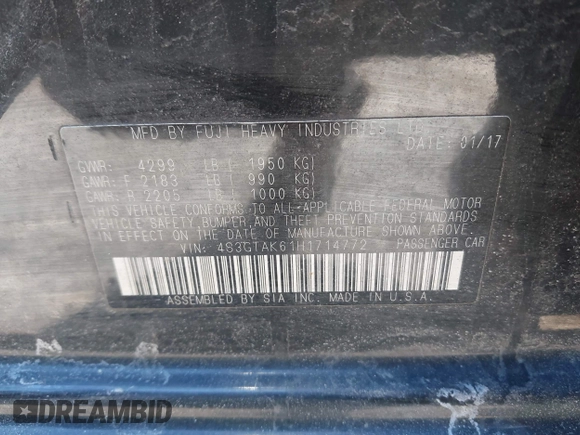 MFD BY FUJI HEAVY INDUSTRIES LTD.
DATE: 01/17
GVWR: 4299 LB ( 1950 KG)
GAWR: F 2183 LB ( 990 KG)
GAWR: R 2205 LB ( 1000 KG)
THIS VEHICLE CONFORMS TO ALL APPLICABLE FEDERAL MOTOR
VEHICLE SAFETY, BUMPER, AND THEFT PREVENTION STANDARDS
IN EFFECT ON THE DATE OF MANUFACTURE SHOWN ABOVE.
VIN: 4S3GTAK61H1714772 PASSENGER CAR
ASSEMBLED BY SIA INC. MADE IN U.S.A.
DREAMBID